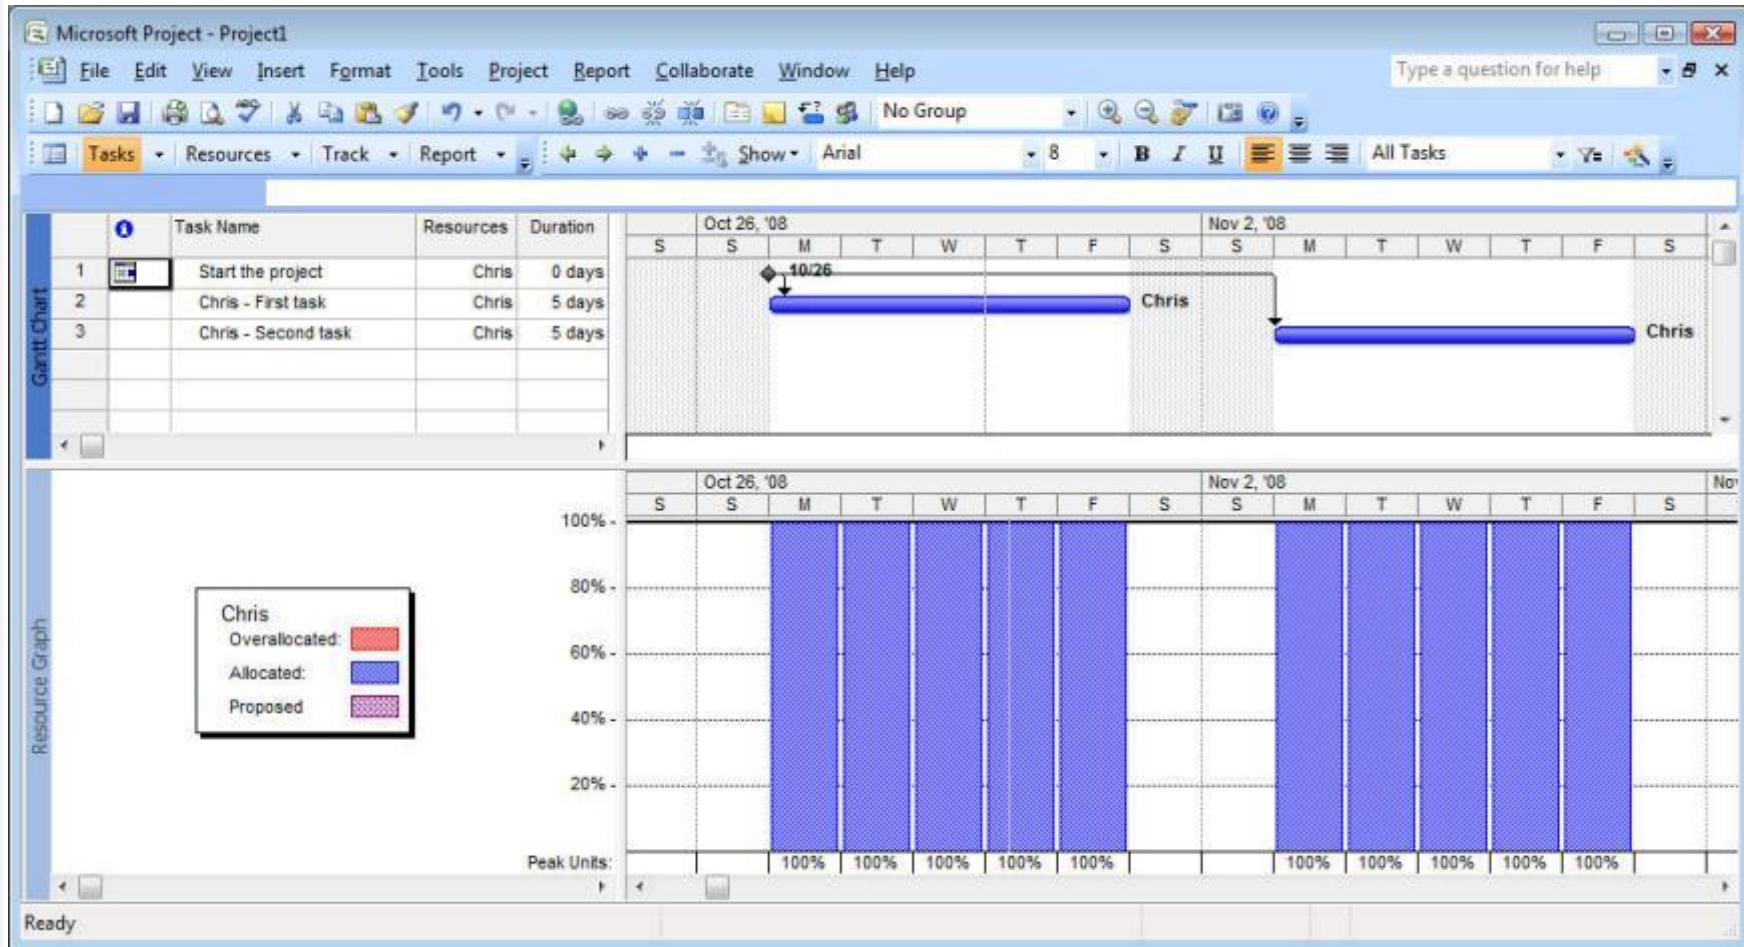 Microsoft Project - Project1
File Edit View Insert Format Tools Project Report Collaborate Window Help Type a question for help
No Group
Tasks Resources Track Report Show Arial 8 B I U All Tasks
Gantt Chart
Task Name Resources Duration
1 Start the project Chris 0 days
2 Chris - First task Chris 5 days
3 Chris - Second task Chris 5 days
Oct 26, '08 Nov 2, '08
S S M T W T F S S M T W T F S
10/26
Chris
Chris
Resource Graph
Chris
Overallocated:
Allocated:
Proposed
Oct 26, '08 Nov 2, '08 No
S S M T W T F S S M T W T F S
100%
80%
60%
40%
20%
Peak Units: 100% 100% 100% 100% 100% 100% 100% 100% 100% 100%
Ready